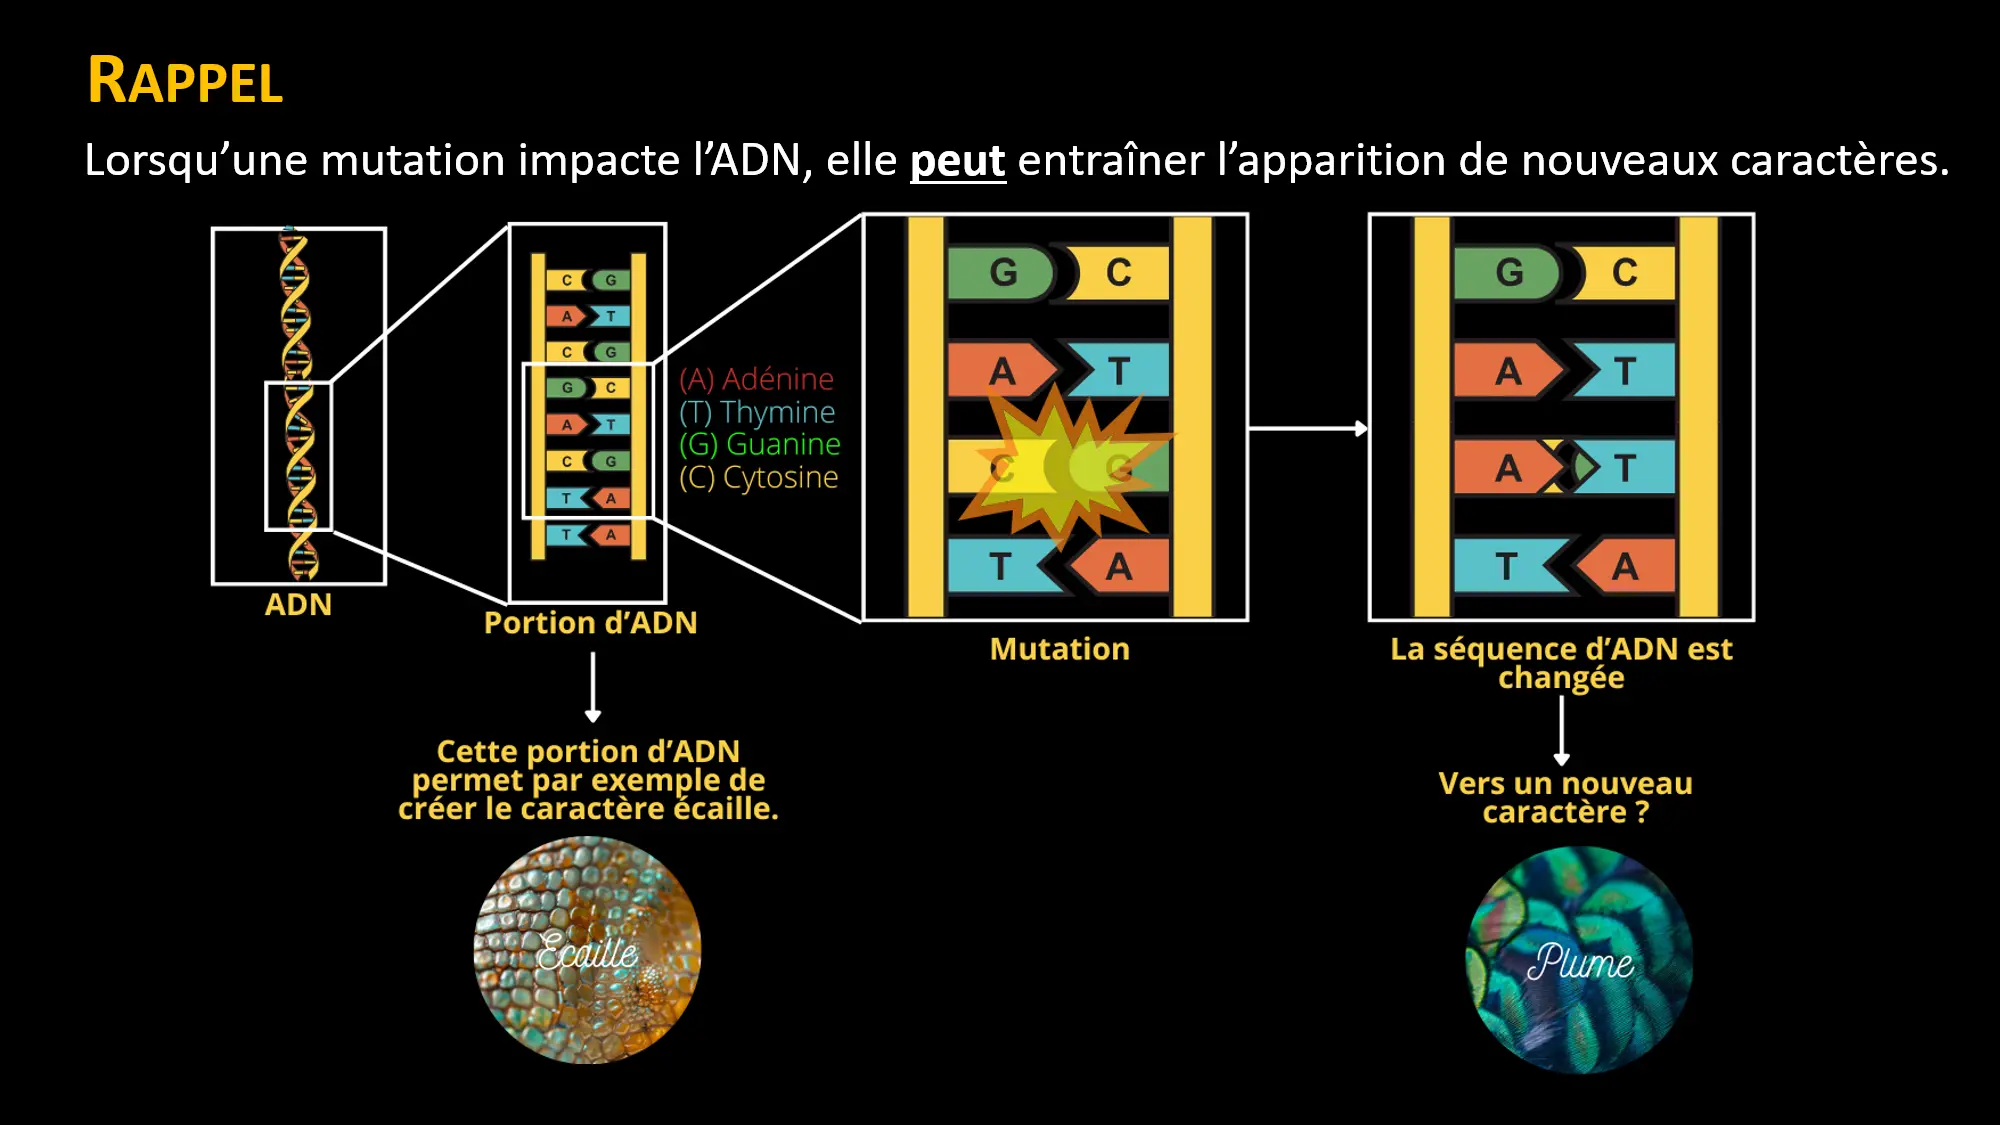 RAPPEL
Lorsqu’une mutation impacte l’ADN, elle peut entraîner l’apparition de nouveaux caractères.
C G
A T
C G
G C
A T
C G
T A
T A
(A) Adénine
(T) Thymine
(G) Guanine
(C) Cytosine
G C
A T
C G
T A
G C
A T
A T
T A
ADN
Portion d’ADN
Mutation
La séquence d’ADN est
changée
Cette portion d’ADN
permet par exemple de
créer le caractère écaille.
Vers un nouveau
caractère ?
Écaille
Plume